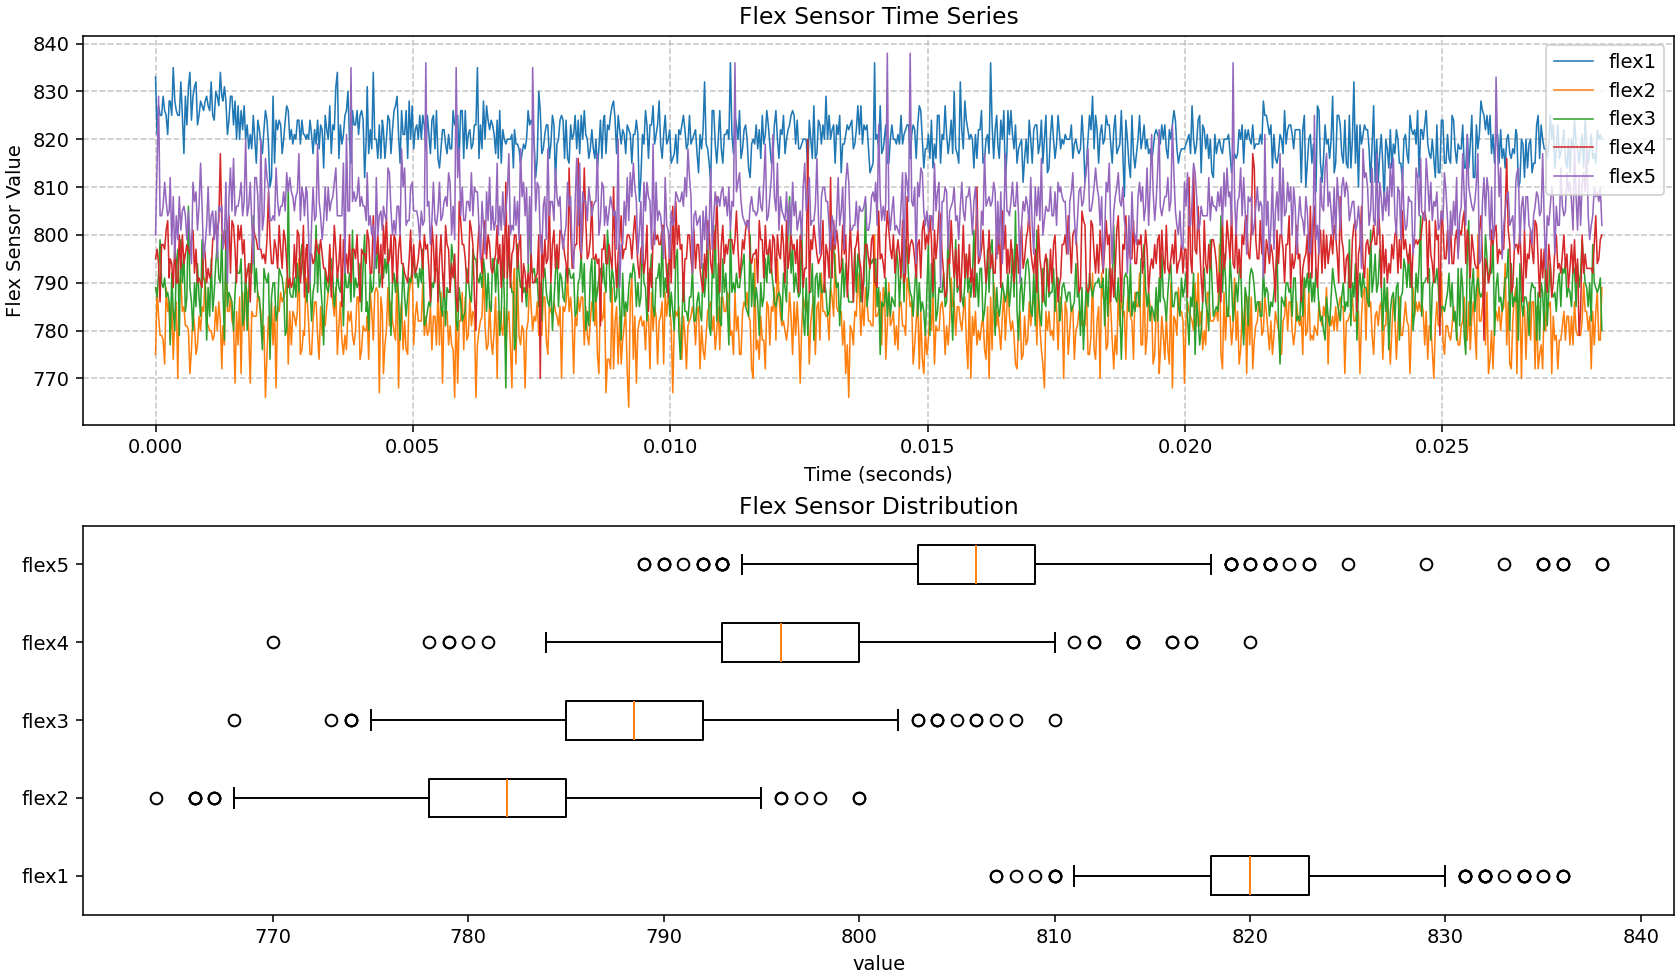 Flex Sensor Time Series
Flex Sensor Value
840
830
820
810
800
790
780
770
flex1
flex2
flex3
flex4
flex5
0.000 0.005 0.010 0.015 0.020 0.025
Time (seconds)
Flex Sensor Distribution
flex5
flex4
flex3
flex2
flex1
770 780 790 800 810 820 830 840
value